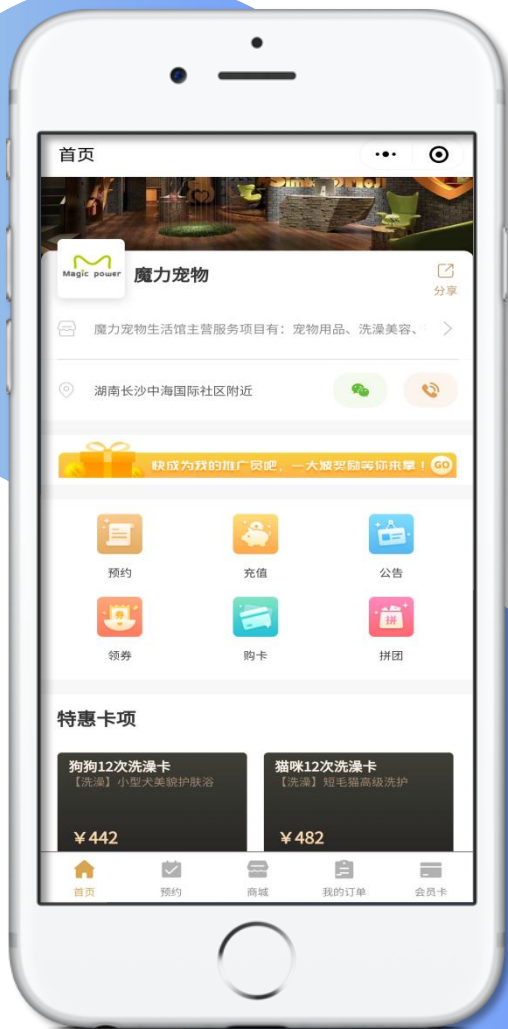 首页
Magic power
魔力宠物
分享
魔力宠物生活馆主营服务项目有：宠物用品、洗澡美容、
湖南长沙中海国际社区附近
快成为我的推广员吧，一大波奖励等你来拿！GO
预约
充值
公告
券
拼
领券
购卡
拼团
特惠卡项
狗狗12次洗澡卡
【洗澡】小型犬美貌护肤浴
¥442
猫咪12次洗澡卡
【洗澡】短毛猫高级洗护
¥482
首页
预约
商城
我的订单
会员卡